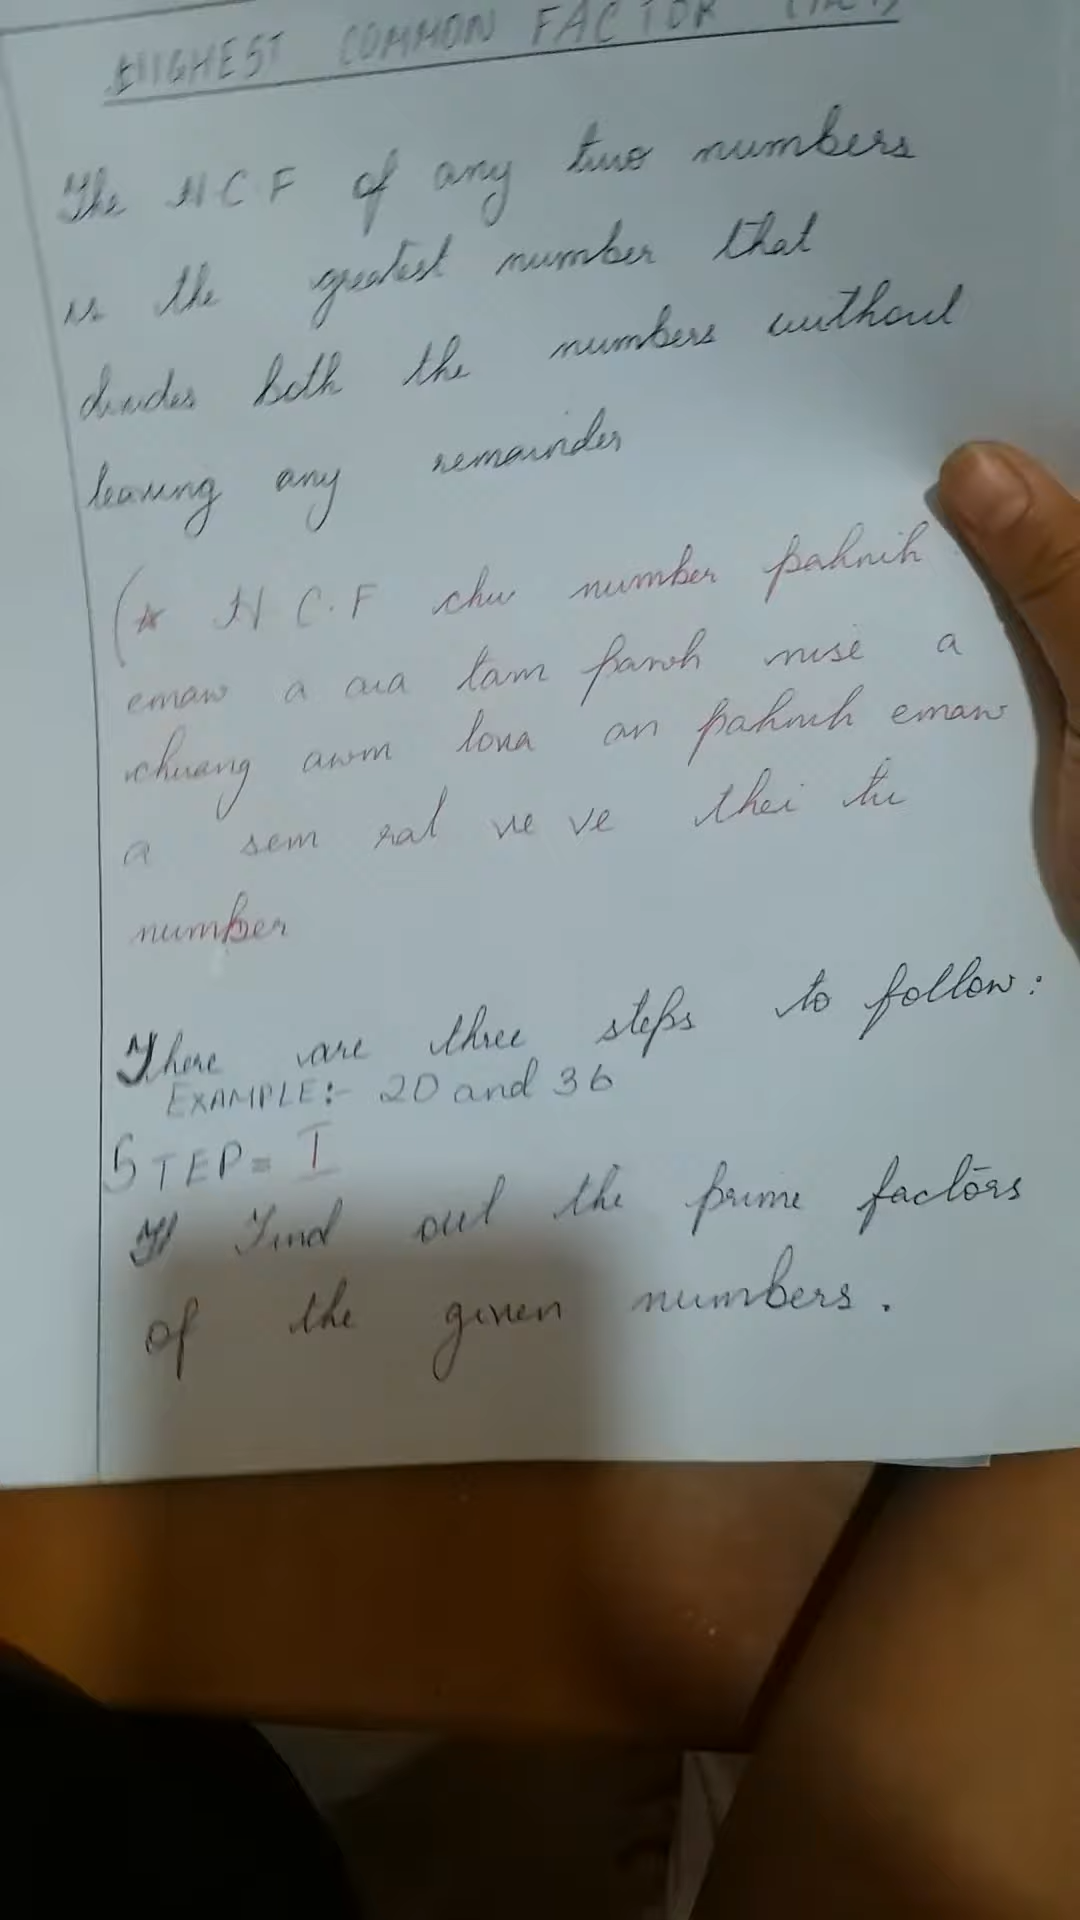 HIGHEST COMMON FACTOR
The H C F of any two numbers
is the greatest number that
divides both the numbers without
leaving any remainder
(* H C.F chu number pahnih
emaw a aia tam pawh nise a
chuang awm lova an pahnih emaw
a sem ral ve ve thei tu
number
There are three steps to follow:
EXAMPLE:- 20 and 36
STEP= I
Find out the prime factors
of the given numbers.